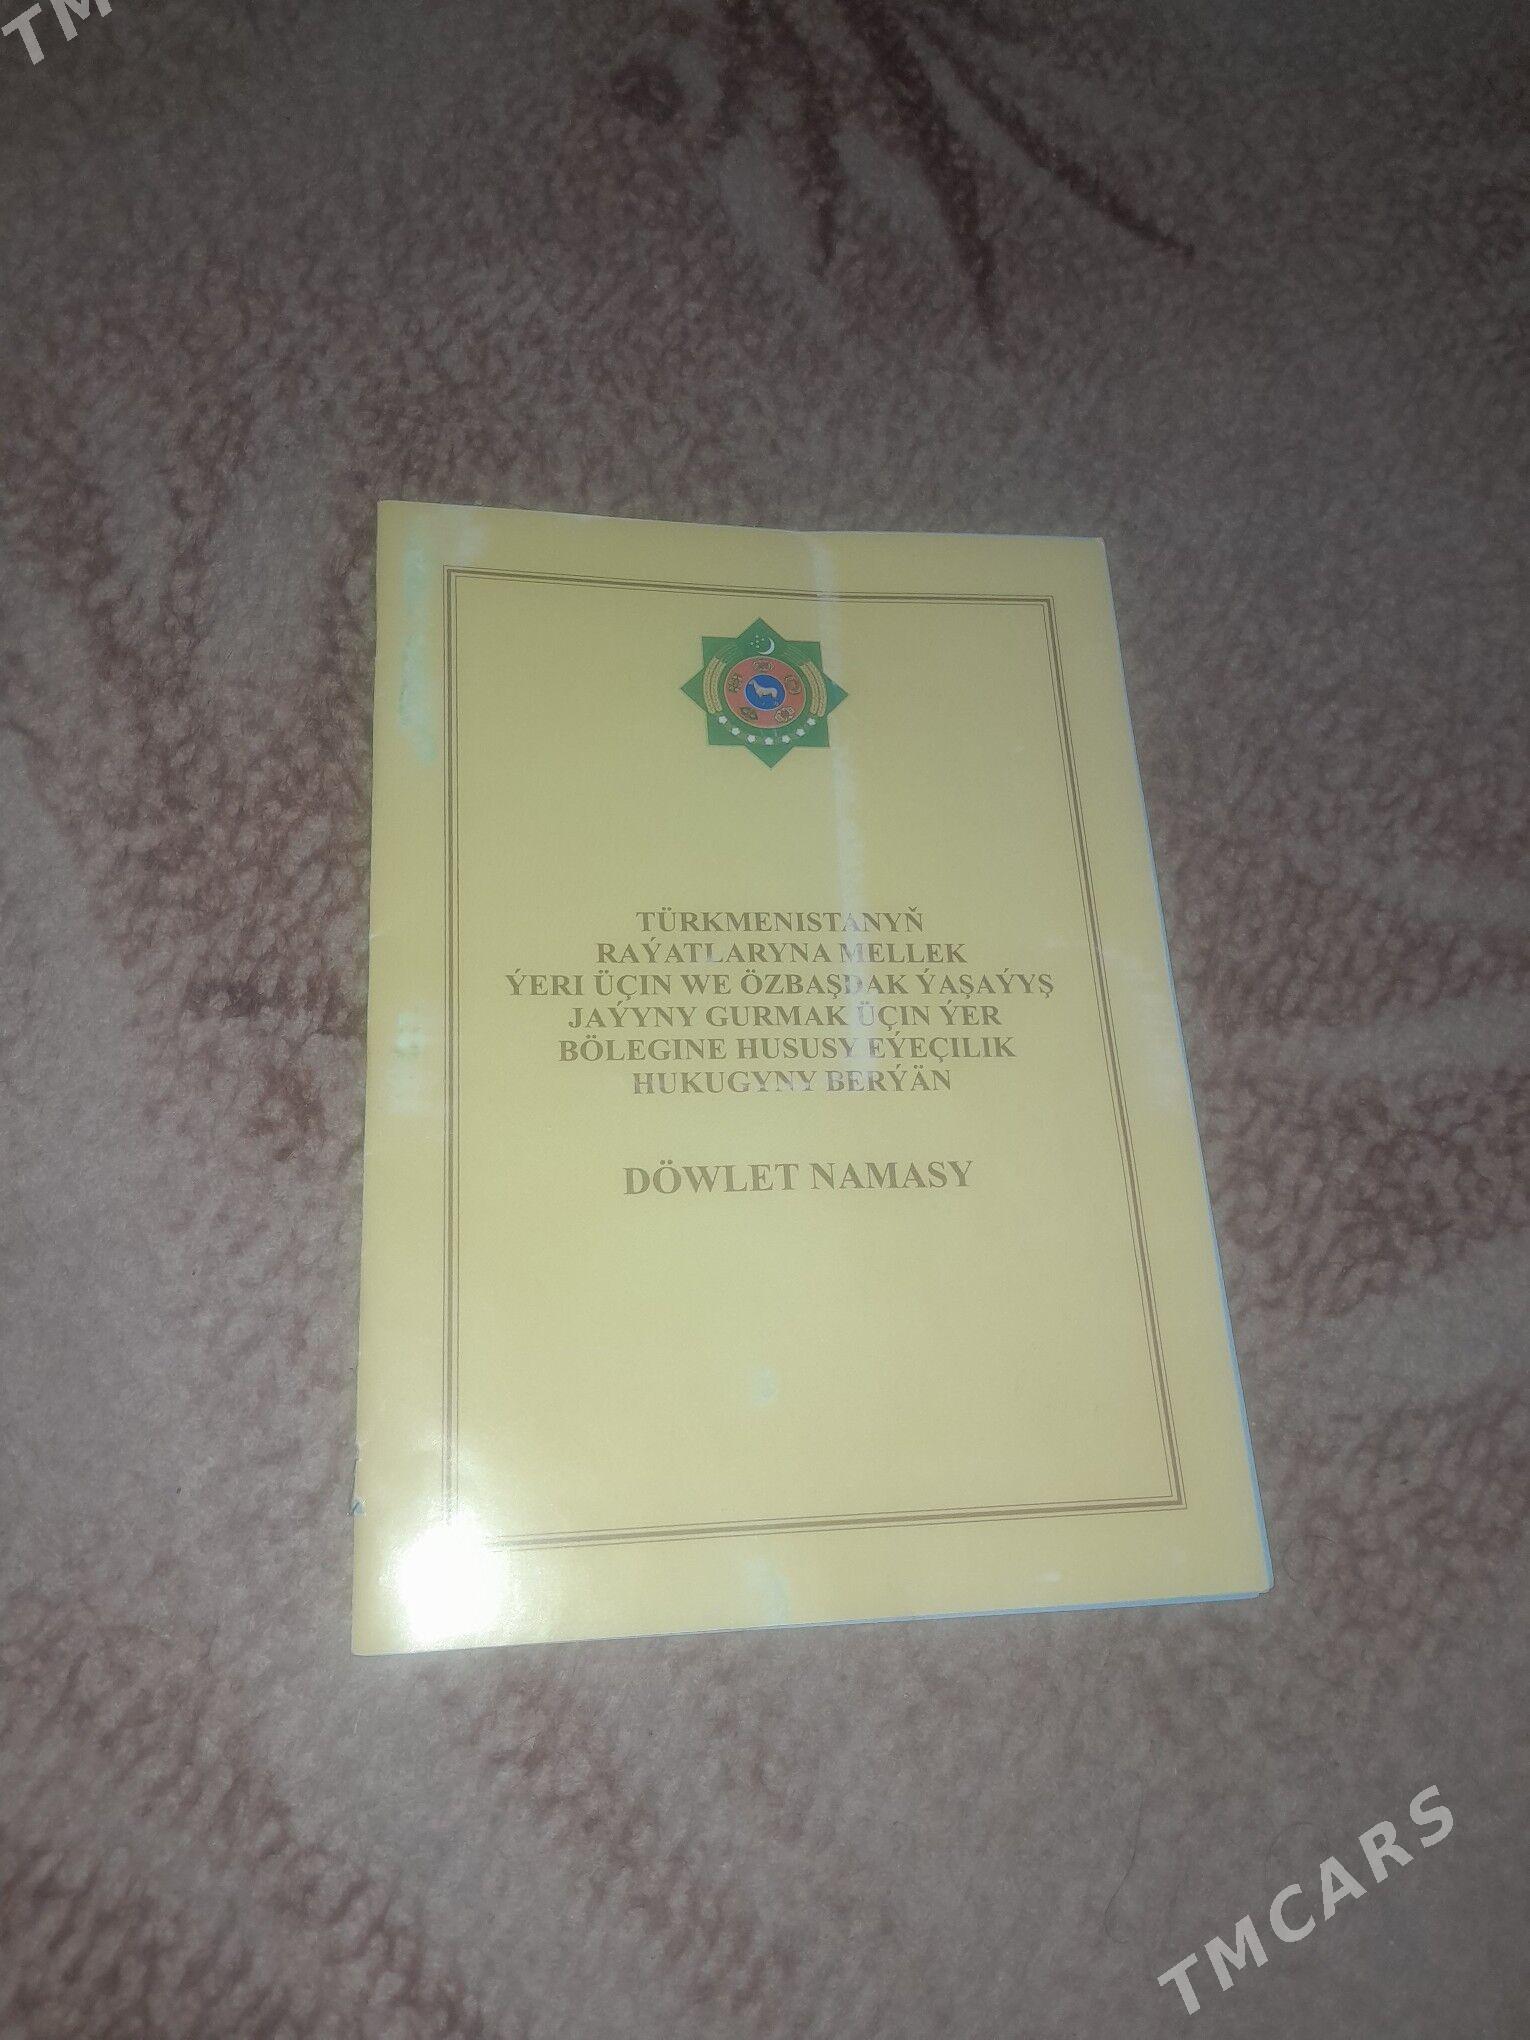 TM
TÜRKMENISTANYŇ
RAÝATLARYNA MELLEK
ÝERI ÜÇIN WE ÖZBAŞDAK ÝAŞAÝYŞ
JAÝYNY GURMAK ÜÇIN ÝER
BÖLEGINE HUSUSY EÝEÇILIK
HUKUGYNY BERÝÄN
DÖWLET NAMASY
TMCARS